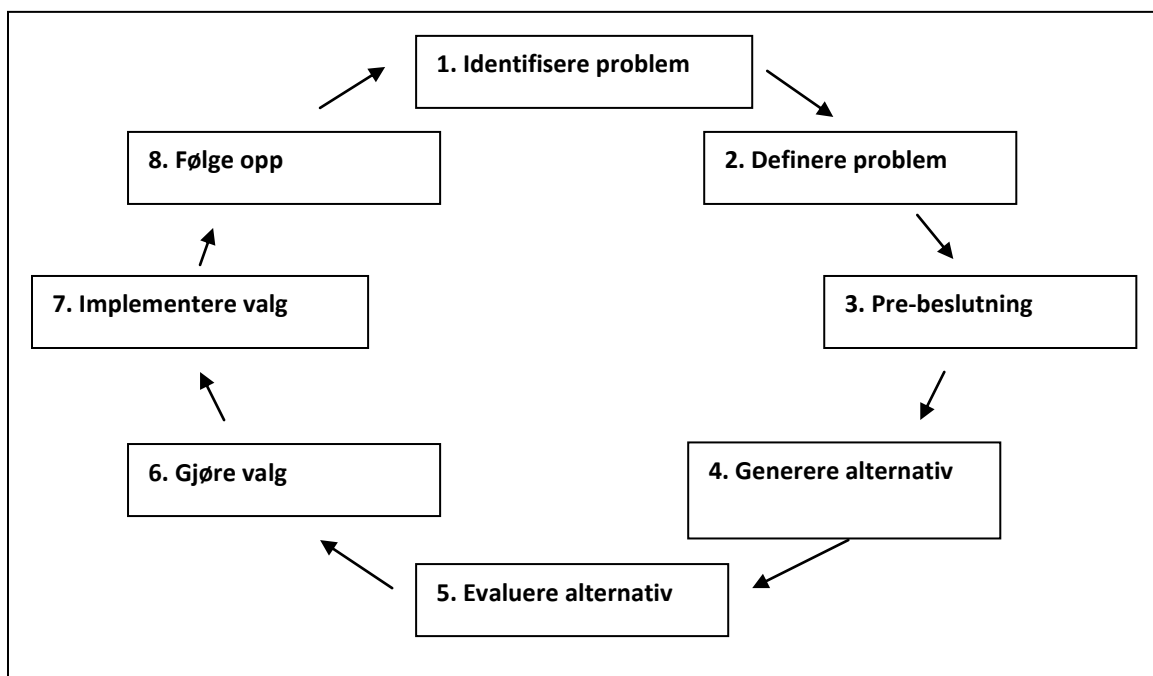 1. Identifisere problem
2. Definere problem
3. Pre-beslutning
4. Generere alternativ
5. Evaluere alternativ
6. Gjøre valg
7. Implementere valg
8. Følge opp